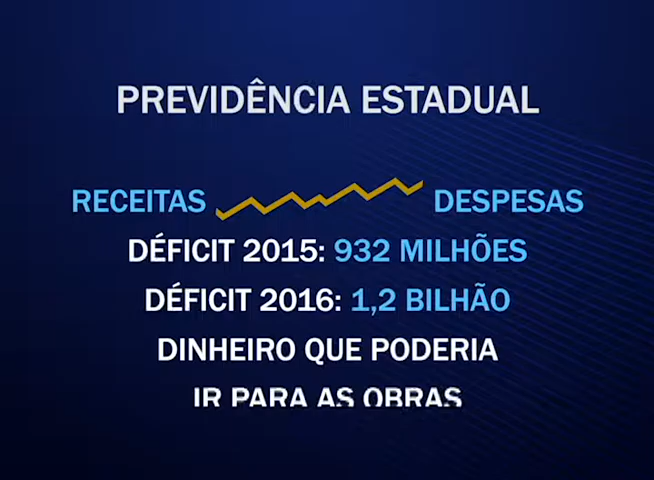 PREVIDÊNCIA ESTADUAL
RECEITAS DESPESAS
DÉFICIT 2015: 932 MILHÕES
DÉFICIT 2016: 1,2 BILHÃO
DINHEIRO QUE PODERIA
IR PARA AS OBRAS